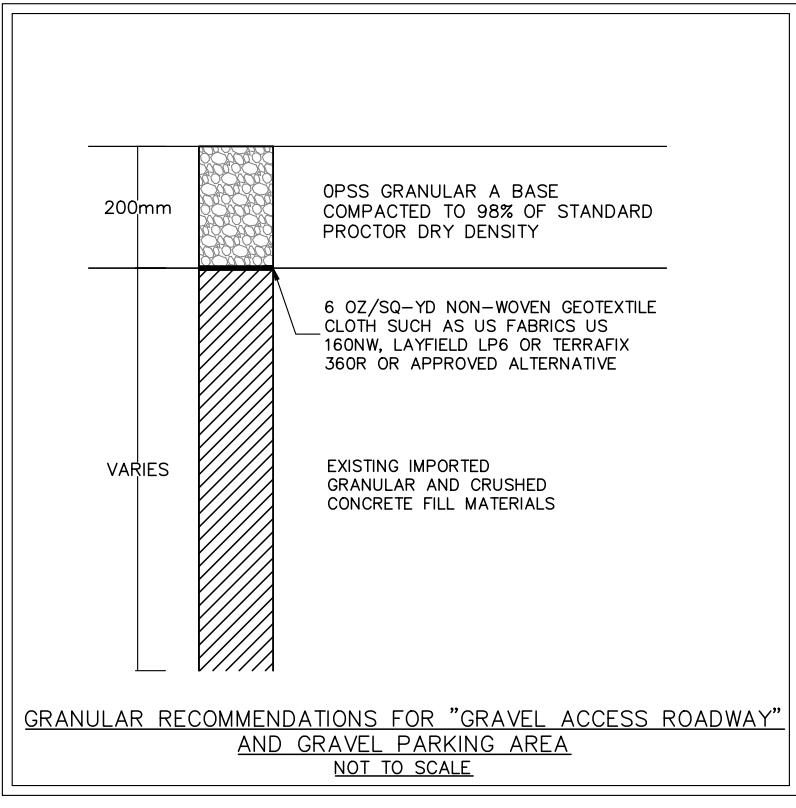 200mm
OPSS GRANULAR A BASE
COMPACTED TO 98% OF STANDARD
PROCTOR DRY DENSITY
6 OZ/SQ-YD NON-WOVEN GEOTEXTILE
CLOTH SUCH AS US FABRICS US
160NW, LAYFIELD LP6 OR TERRAFIX
360R OR APPROVED ALTERNATIVE
VARIES
EXISTING IMPORTED
GRANULAR AND CRUSHED
CONCRETE FILL MATERIALS
GRANULAR RECOMMENDATIONS FOR "GRAVEL ACCESS ROADWAY"
AND GRAVEL PARKING AREA
NOT TO SCALE